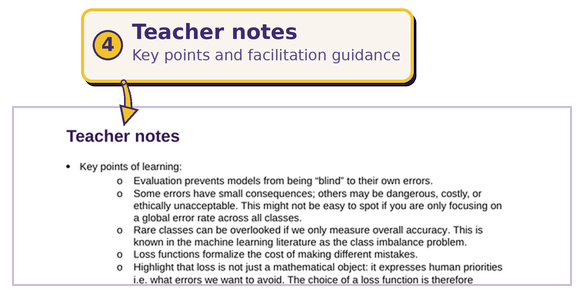 4
Teacher notes
Key points and facilitation guidance
Teacher notes
• Key points of learning:
o Evaluation prevents models from being “blind” to their own errors.
o Some errors have small consequences; others may be dangerous, costly, or
ethically unacceptable. This might not be easy to spot if you are only focusing on
a global error rate across all classes.
o Rare classes can be overlooked if we only measure overall accuracy. This is
known in the machine learning literature as the class imbalance problem.
o Loss functions formalize the cost of making different mistakes.
o Highlight that loss is not just a mathematical object: it expresses human priorities
i.e. what errors we want to avoid. The choice of a loss function is therefore